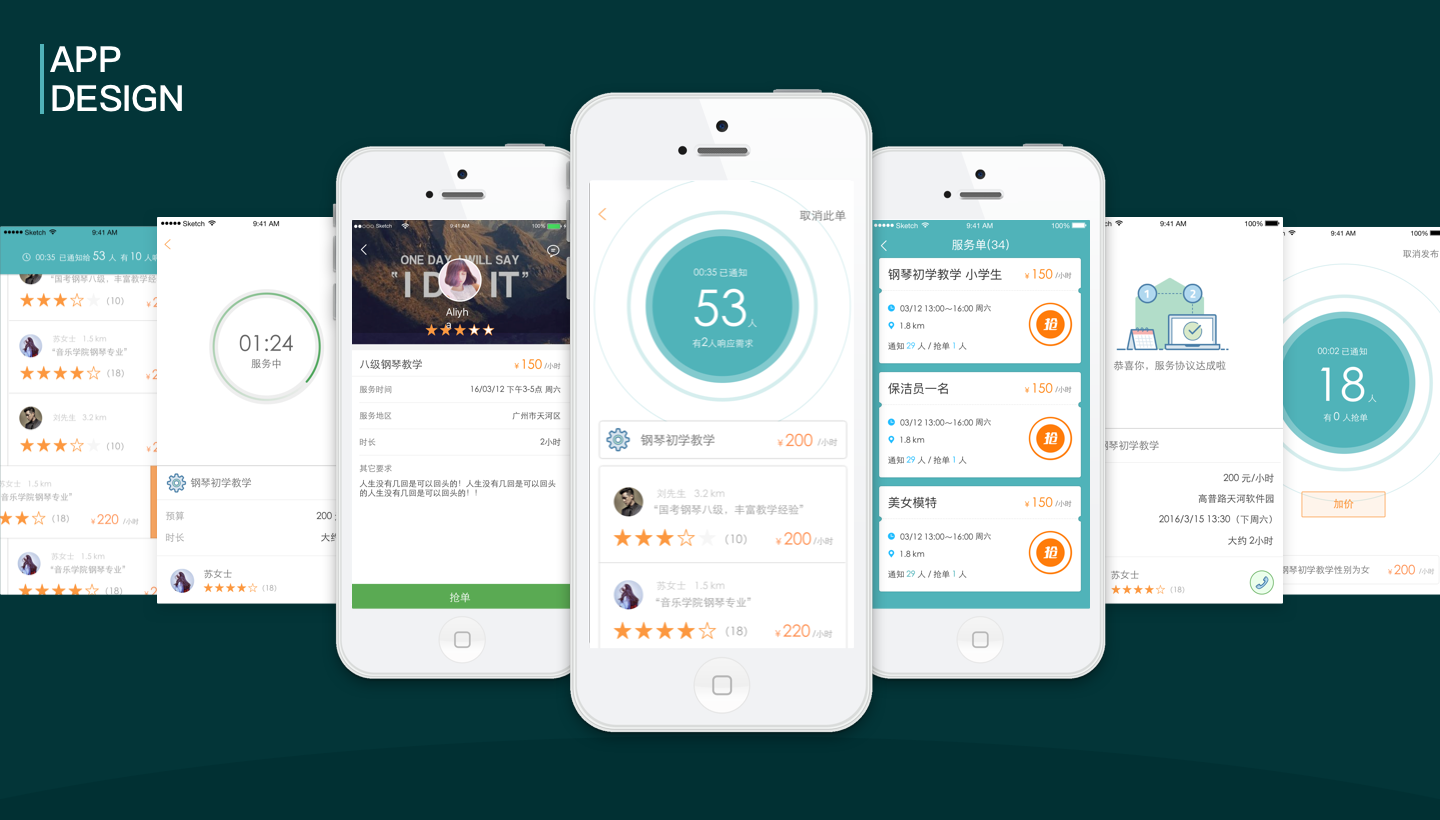 APP
DESIGN
●●●●● Sketch 9:41 AM
00:35 已通知给 53 人 有 10 人
“国考钢琴八级，丰富教学经
(10) ¥2
苏女士 1.5 km
“音乐学院钢琴专业”
(18) ¥2
刘先生 3.2 km
(10) ¥2
苏女士 1.5 km
音乐学院钢琴专业”
(18) ¥220 /小时
苏女士 1.5 km
“音乐学院钢琴专业”
(18) ¥2
●●●●● Sketch 9:41 AM
01:24
服务中
钢琴初学教学
预算 200
时长 大约
苏女士
(18)
●●○○○ Sketch 9:41 AM 100%
ONE DAY I WILL SAY
“I DID IT”
Aliyh
a
八级钢琴教学 ¥150 /小时
服务时间 16/03/12 下午3-5点 周六
服务地区 广州市天河区
时长 2小时
其它要求
人生没有几回是可以回头的！人生没有几回是可以回头
的人生没有几回是可以回头的！！
抢单
取消此单
00:35 已通知
53人
有2人响应需求
钢琴初学教学 ¥200 /小时
刘先生 3.2 km
“国考钢琴八级，丰富教学经验”
(10) ¥200 /小时
苏女士 1.5 km
“音乐学院钢琴专业”
(18) ¥220 /小时
●●●●● Sketch 9:41 AM 100%
服务单(34)
钢琴初学教学 小学生 ¥150 /小时
03/12 13:00～16:00 周六
1.8 km
抢
通知 29 人 / 抢单 1 人
保洁员一名 ¥150 /小时
03/12 13:00～16:00 周六
1.8 km
抢
通知 29 人 / 抢单 1 人
美女模特 ¥150 /小时
03/12 13:00～16:00 周六
1.8 km
抢
通知 29 人 / 抢单 1 人
ch 9:41 AM 100%
1 2
恭喜你，服务协议达成啦
钢琴初学教学
200 元/小时
高普路天河软件园
2016/3/15 13:30（下周六）
大约 2小时
苏女士
(18)
9:41 AM 100%
取消发布
00:02 已通知
18人
有 0 人抢单
加价
钢琴初学教学性别为女 ¥200 /小时